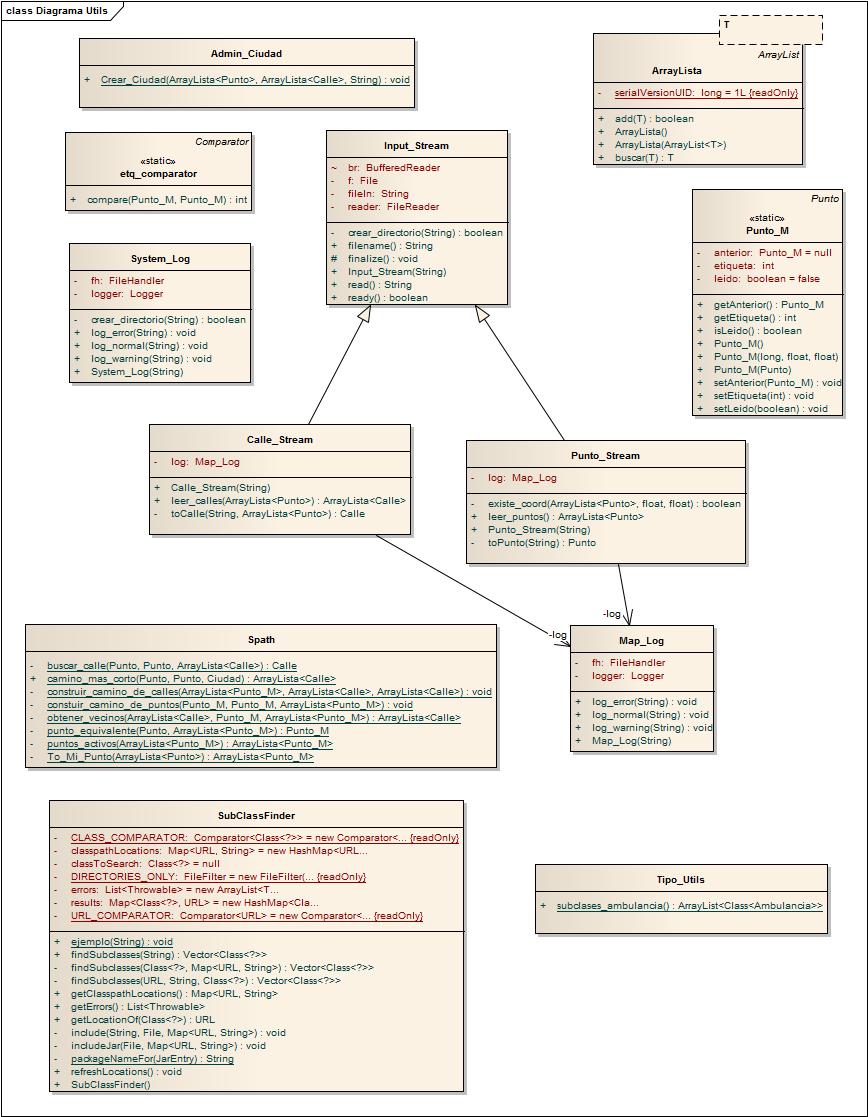 class Diagrama Utils
Admin_Ciudad
+ Crear_Ciudad(ArrayLista<Punto>, ArrayLista<Calle>, String) : void
T
ArrayList
ArrayLista
- serialVersionUID: long = 1L {readOnly}
+ add(T) : boolean
+ ArrayLista()
+ ArrayLista(ArrayList<T>)
+ buscar(T) : T
Comparator
«static»
etq_comparator
+ compare(Punto_M, Punto_M) : int
Input_Stream
~ br: BufferedReader
- f: File
- fileIn: String
- reader: FileReader
- crear_directorio(String) : boolean
+ filename() : String
# finalize() : void
+ Input_Stream(String)
+ read() : String
+ ready() : boolean
Punto
«static»
Punto_M
- anterior: Punto_M = null
- etiqueta: int
- leido: boolean = false
+ getAnterior() : Punto_M
+ getEtiqueta() : int
+ isLeido() : boolean
+ Punto_M()
+ Punto_M(long, float, float)
+ Punto_M(Punto)
+ setAnterior(Punto_M) : void
+ setEtiqueta(int) : void
+ setLeido(boolean) : void
System_Log
- fh: FileHandler
- logger: Logger
- crear_directorio(String) : boolean
+ log_error(String) : void
+ log_normal(String) : void
+ log_warning(String) : void
+ System_Log(String)
Calle_Stream
- log: Map_Log
+ Calle_Stream(String)
+ leer_calles(ArrayLista<Punto>) : ArrayLista<Calle>
- toCalle(String, ArrayLista<Punto>) : Calle
Punto_Stream
- log: Map_Log
- existe_coord(ArrayLista<Punto>, float, float) : boolean
+ leer_puntos() : ArrayLista<Punto>
+ Punto_Stream(String)
- toPunto(String) : Punto
-log
-log
Map_Log
- fh: FileHandler
- logger: Logger
+ log_error(String) : void
+ log_normal(String) : void
+ log_warning(String) : void
+ Map_Log(String)
Spath
- buscar_calle(Punto, Punto, ArrayLista<Calle>) : Calle
+ camino_mas_corto(Punto, Punto, Ciudad) : ArrayLista<Calle>
- construir_camino_de_calles(ArrayLista<Punto_M>, ArrayLista<Calle>, ArrayLista<Calle>) : void
- constuir_camino_de_puntos(Punto_M, Punto_M, ArrayLista<Punto_M>) : void
- obtener_vecinos(ArrayLista<Calle>, Punto_M, ArrayLista<Punto_M>) : ArrayLista<Calle>
- punto_equivalente(Punto, ArrayLista<Punto_M>) : Punto_M
- puntos_activos(ArrayLista<Punto_M>) : ArrayLista<Punto_M>
- To_Mi_Punto(ArrayLista<Punto>) : ArrayLista<Punto_M>
SubClassFinder
- CLASS_COMPARATOR: Comparator<Class<?>> = new Comparator<... {readOnly}
- classpathLocations: Map<URL, String> = new HashMap<URL...
- classToSearch: Class<?> = null
- DIRECTORIES_ONLY: FileFilter = new FileFilter(... {readOnly}
- errors: List<Throwable> = new ArrayList<T...
- results: Map<Class<?>, URL> = new HashMap<Cla...
- URL_COMPARATOR: Comparator<URL> = new Comparator<... {readOnly}
+ ejemplo(String) : void
+ findSubclasses(String) : Vector<Class<?>>
- findSubclasses(Class<?>, Map<URL, String>) : Vector<Class<?>>
- findSubclasses(URL, String, Class<?>) : Vector<Class<?>>
+ getClasspathLocations() : Map<URL, String>
+ getErrors() : List<Throwable>
+ getLocationOf(Class<?>) : URL
- include(String, File, Map<URL, String>) : void
- includeJar(File, Map<URL, String>) : void
- packageNameFor(JarEntry) : String
+ refreshLocations() : void
+ SubClassFinder()
Tipo_Utils
+ subclases_ambulancia() : ArrayList<Class<Ambulancia>>